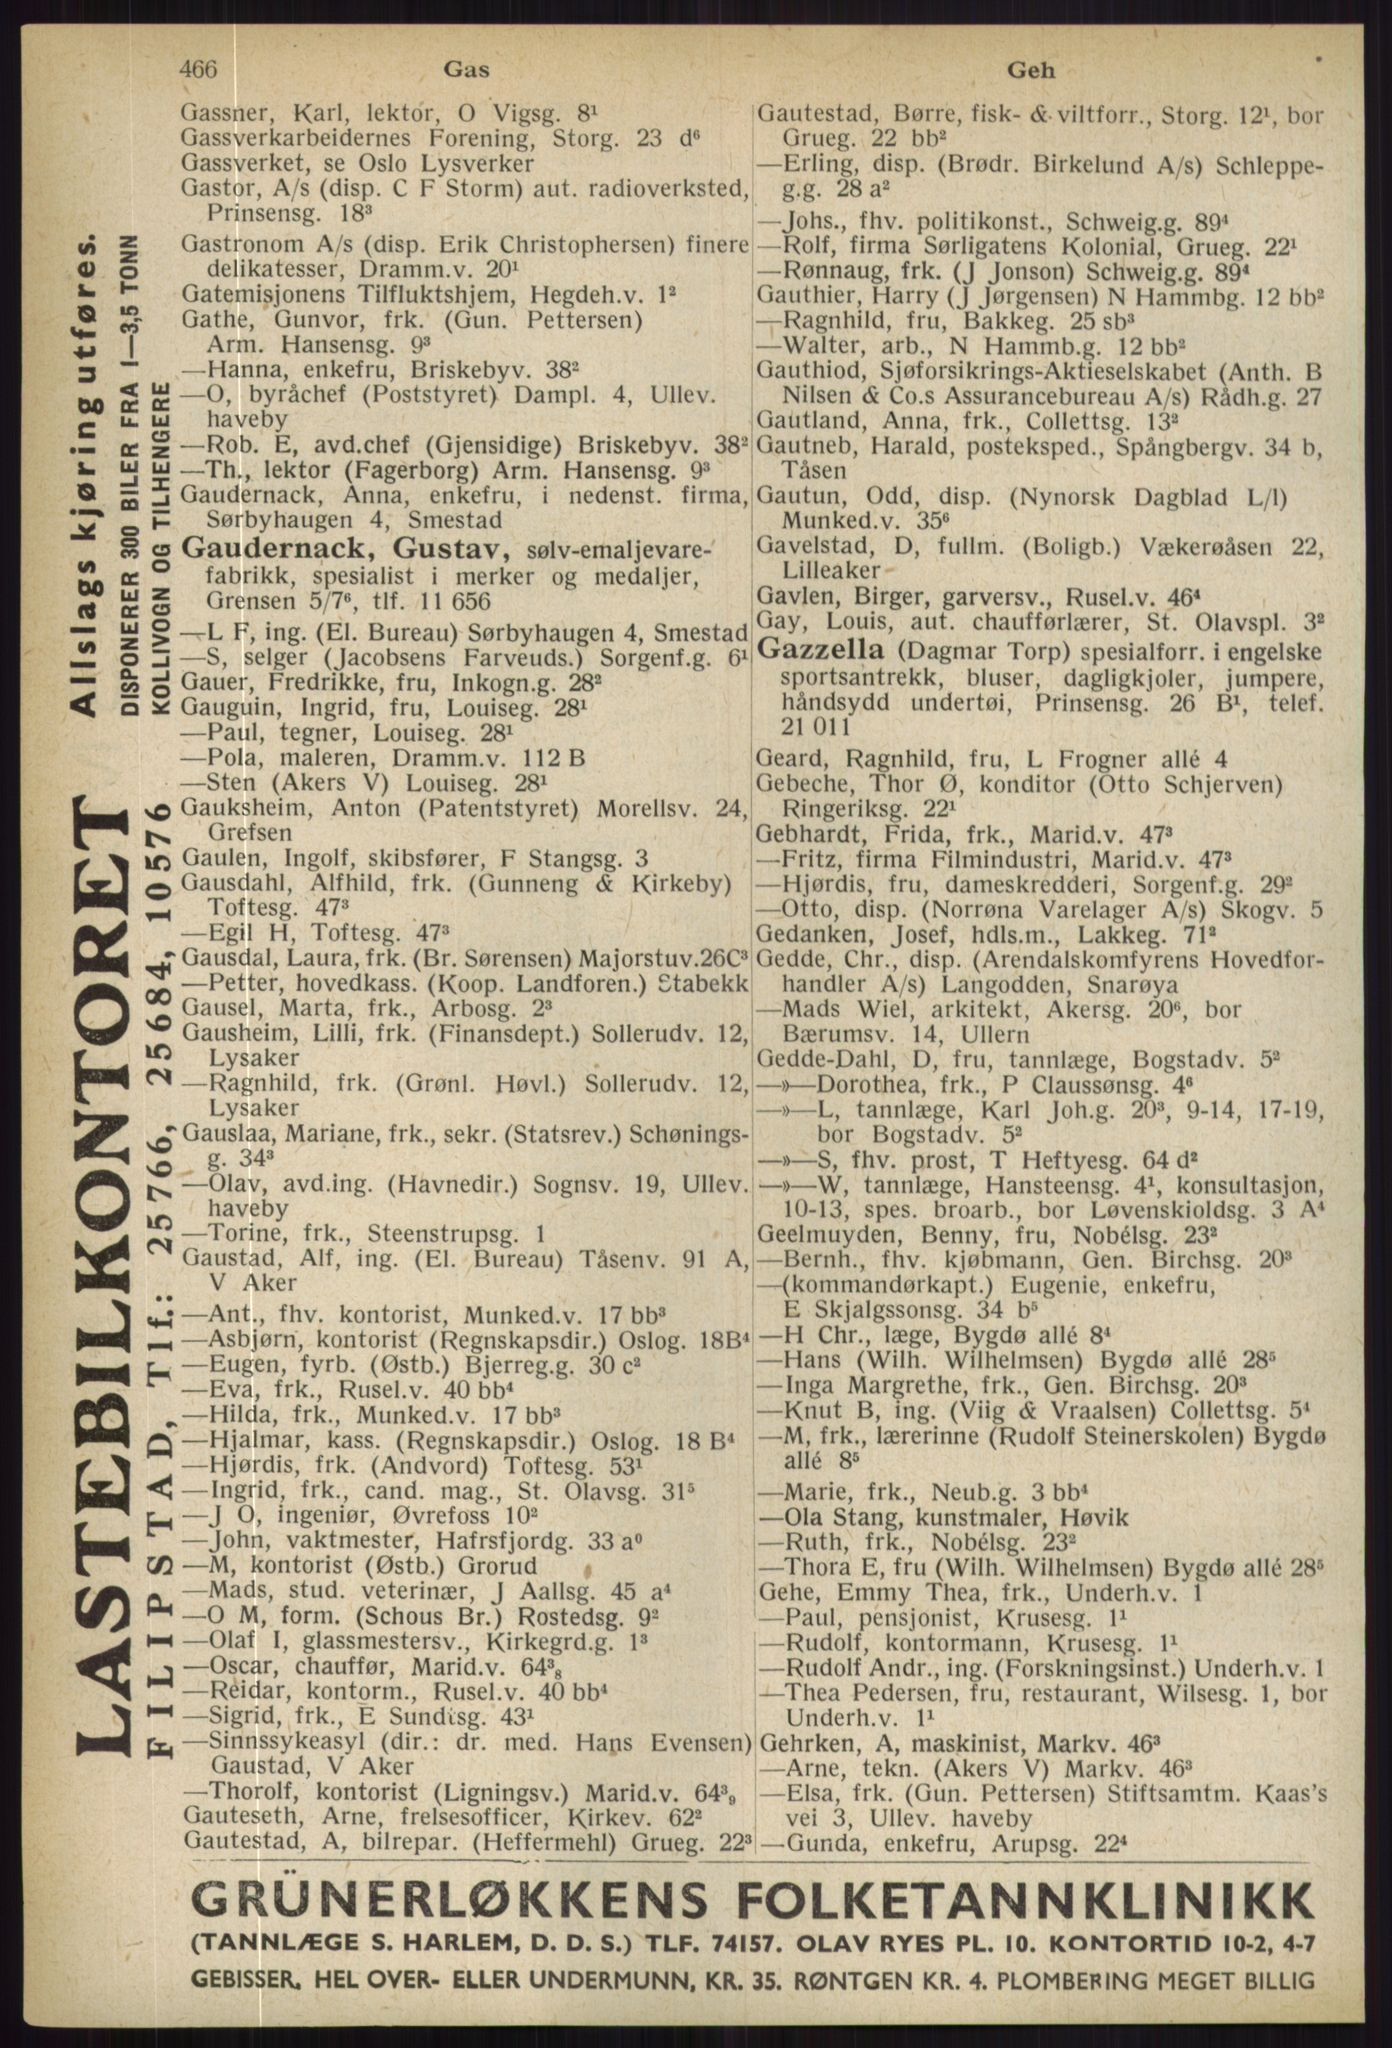 466 Gas Geh
Gassner, Karl, lektor, O Vigsg. 8¹
Gassverkarbeidernes Forening, Storg. 23 d⁶
Gassverket, se Oslo Lysverker
Gastor, A/s (disp. C F Storm) aut. radioverksted,
Prinsensg. 18³
Gastronom A/s (disp. Erik Christophersen) finere
delikatesser, Dramm.v. 20¹
Gatemisjonens Tilfluktshjem, Hegdeh.v. 1²
Gathe, Gunvor, frk. (Gun. Pettersen)
Arm. Hansensg. 9³
—Hanna, enkefru, Briskebyv. 38²
—O, byråchef (Poststyret) Dampl. 4, Ullev.
haveby
—Rob. E, avd.chef (Gjensidige) Briskebyv. 38²
—Th., lektor (Fagerborg) Arm. Hansensg. 9³
Gaudernack, Anna, enkefru, i nedenst. firma,
Sørbyhaugen 4, Smestad
Gaudernack, Gustav, sølv-emaljevare-
fabrikk, spesialist i merker og medaljer,
Grensen 5/7⁶, tlf. 11 656
—L F, ing. (El. Bureau) Sørbyhaugen 4, Smestad
—S, selger (Jacobsens Farveuds.) Sorgenf.g. 6¹
Gauer, Fredrikke, fru, Inkogn.g. 28²
Gauguin, Ingrid, fru, Louiseg. 28¹
—Paul, tegner, Louiseg. 28¹
—Pola, maleren, Dramm.v. 112 B
—Sten (Akers V) Louiseg. 28¹
Gauksheim, Anton (Patentstyret) Morellsv. 24,
Grefsen
Gaulen, Ingolf, skibsfører, F Stangsg. 3
Gausdahl, Alfhild, frk. (Gunneng & Kirkeby)
Toftesg. 47³
—Egil H, Toftesg. 47³
Gausdal, Laura, frk. (Br. Sørensen) Majorstuv.26C³
—Petter, hovedkass. (Koop. Landforen.) Stabekk
Gausel, Marta, frk., Arbosg. 2³
Gausheim, Lilli, frk. (Finansdept.) Sollerudv. 12,
Lysaker
—Ragnhild, frk. (Grønl. Høvl.) Sollerudv. 12,
Lysaker
Gauslaa, Mariane, frk., sekr. (Statsrev.) Schønings-
g. 34³
—Olav, avd.ing. (Havnedir.) Sognsv. 19, Ullev.
haveby
—Torine, frk., Steenstrupsg. 1
Gaustad, Alf, ing. (El. Bureau) Tåsenv. 91 A,
V Aker
—Ant., fhv. kontorist, Munked.v. 17 bb³
—Asbjørn, kontorist (Regnskapsdir.) Oslog. 18B⁴
—Eugen, fyrb. (Østb.) Bjerreg.g. 30 c²
—Eva, frk., Rusel.v. 40 bb⁴
—Hilda, frk., Munked.v. 17 bb³
—Hjalmar, kass. (Regnskapsdir.) Oslog. 18 B⁴
—Hjørdis, frk. (Andvord) Toftesg. 53¹
—Ingrid, frk., cand. mag., St. Olavsg. 31⁵
—J O, ingeniør, Øvrefoss 10²
—John, vaktmester, Hafrsfjordg. 33 a⁰
—M, kontorist (Østb.) Grorud
—Mads, stud. veterinær, J Aallsg. 45 a⁴
—O M, form. (Schous Br.) Rostedsg. 9²
—Olaf I, glassmestersv., Kirkegrd.g. 1³
—Oscar, chauffør, Marid.v. 64³₈
—Reidar, kontorm., Rusel.v. 40 bb⁴
—Sigrid, frk., E Sundtsg. 43¹
—Sinnssykeasyl (dir.: dr. med. Hans Evensen)
Gaustad, V Aker
—Thorolf, kontorist (Ligningsv.) Marid.v. 64³₉
Gauteseth, Arne, frelsesofficer, Kirkev. 62²
Gautestad, A, bilrepar. (Heffermehl) Grueg. 22³
Gautestad, Børre, fisk- & viltforr., Storg. 12¹, bor
Grueg. 22 bb²
—Erling, disp. (Brødr. Birkelund A/s) Schleppe-
g.g. 28 a²
—Johs., fhv. politikonst., Schweig.g. 89⁴
—Rolf, firma Sørligatens Kolonial, Grueg. 22¹
—Rønnaug, frk. (J Jonson) Schweig.g. 89⁴
Gauthier, Harry (J Jørgensen) N Hammbg. 12 bb²
—Ragnhild, fru, Bakkeg. 25 sb³
—Walter, arb., N Hammb.g. 12 bb²
Gauthiod, Sjøforsikrings-Aktieselskabet (Anth. B
Nilsen & Co.s Assurancebureau A/s) Rådh.g. 27
Gautland, Anna, frk., Collettsg. 13²
Gautneb, Harald, posteksped., Spångbergv. 34 b,
Tåsen
Gautun, Odd, disp. (Nynorsk Dagblad L/l)
Munked.v. 35⁶
Gavelstad, D, fullm. (Boligb.) Vækerøåsen 22,
Lilleaker
Gavlen, Birger, garversv., Rusel.v. 46⁴
Gay, Louis, aut. chaufførlærer, St. Olavspl. 3²
Gazzella (Dagmar Torp) spesialforr. i engelske
sportsantrekk, bluser, dagligkjoler, jumpere,
håndsydd undertøi, Prinsensg. 26 B¹, telef.
21 011
Geard, Ragnhild, fru, L Frogner allé 4
Gebeche, Thor Ø, konditor (Otto Schjerven)
Ringeriksg. 22¹
Gebhardt, Frida, frk., Marid.v. 47³
—Fritz, firma Filmindustri, Marid.v. 47³
—Hjørdis, fru, dameskredderi, Sorgenf.g. 29²
—Otto, disp. (Norrøna Varelager A/s) Skogv. 5
Gedanken, Josef, hdls.m., Lakkeg. 71²
Gedde, Chr., disp. (Arendalskomfyrens Hovedfor-
handler A/s) Langodden, Snarøya
—Mads Wiel, arkitekt, Akersg. 20⁶, bor
Bærumsv. 14, Ullern
Gedde-Dahl, D, fru, tannlæge, Bogstadv. 5²
—»—Dorothea, frk., P Claussønsg. 4⁶
—»—L, tannlæge, Karl Joh.g. 20³, 9-14, 17-19,
bor Bogstadv. 5²
—»—S, fhv. prost, T Heftyesg. 64 d²
—»—W, tannlæge, Hansteensg. 4¹, konsultasjon,
10-13, spes. broarb., bor Løvenskioldsg. 3 A⁴
Geelmuyden, Benny, fru, Nobélsg. 23²
—Bernh., fhv. kjøbmann, Gen. Birchsg. 20³
—(kommandørkapt.) Eugenie, enkefru,
E Skjalgssonsg. 34 b⁵
—H Chr., læge, Bygdø allé 8⁴
—Hans (Wilh. Wilhelmsen) Bygdø allé 28⁵
—Inga Margrethe, frk., Gen. Birchsg. 20³
—Knut B, ing. (Viig & Vraalsen) Collettsg. 5⁴
—M, frk., lærerinne (Rudolf Steinerskolen) Bygdø
allé 8⁵
—Marie, frk., Neub.g. 3 bb⁴
—Ola Stang, kunstmaler, Høvik
—Ruth, frk., Nobélsg. 23²
—Thora E, fru (Wilh. Wilhelmsen) Bygdø allé 28⁵
Gehe, Emmy Thea, frk., Underh.v. 1
—Paul, pensjonist, Krusesg. 1¹
—Rudolf, kontormann, Krusesg. 1¹
—Rudolf Andr., ing. (Forskningsinst.) Underh.v. 1
—Thea Pedersen, fru, restaurant, Wilsesg. 1, bor
Underh.v. 1¹
Gehrken, A, maskinist, Markv. 46³
—Arne, tekn. (Akers V) Markv. 46³
—Elsa, frk. (Gun. Pettersen) Stiftsamtm. Kaas's
vei 3, Ullev. haveby
—Gunda, enkefru, Arupsg. 22⁴
LASTEBILKONTORET
FILIPSTAD, Tlf.: 25766, 25684, 10576
Allslags kjøring utføres.
DISPONERER 300 BILER FRA 1—3,5 TONN
KOLLIVOGN OG TILHENGERE
GRÜNERLØKKENS FOLKETANNKLINIKK
(TANNLÆGE S. HARLEM, D. D. S.) TLF. 74157. OLAV RYES PL. 10. KONTORTID 10-2, 4-7
GEBISSER, HEL OVER- ELLER UNDERMUNN, KR. 35. RØNTGEN KR. 4. PLOMBERING MEGET BILLIG